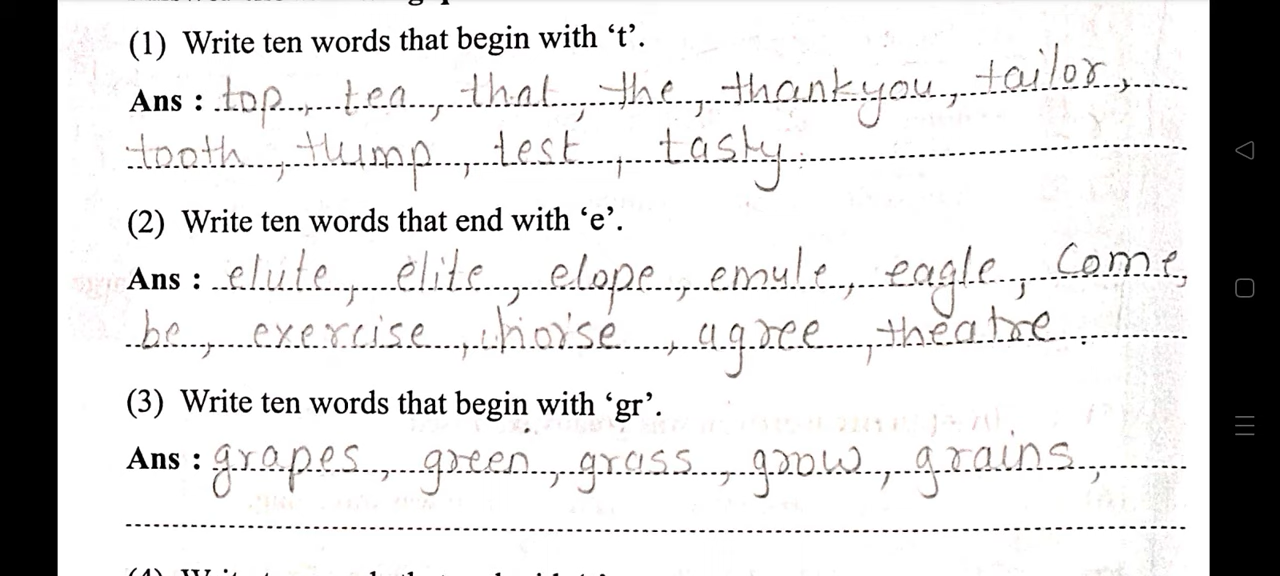 (1) Write ten words that begin with 't'.
Ans : top, tea, that, the, thankyou, tailor,
tooth, tump, test, tasty.
(2) Write ten words that end with 'e'.
Ans : elute, elite, elope, emule, eagle, Come,
be, exercise, horse, agree, theatre.
(3) Write ten words that begin with 'gr'.
Ans : grapes, green, grass, grow, grains,